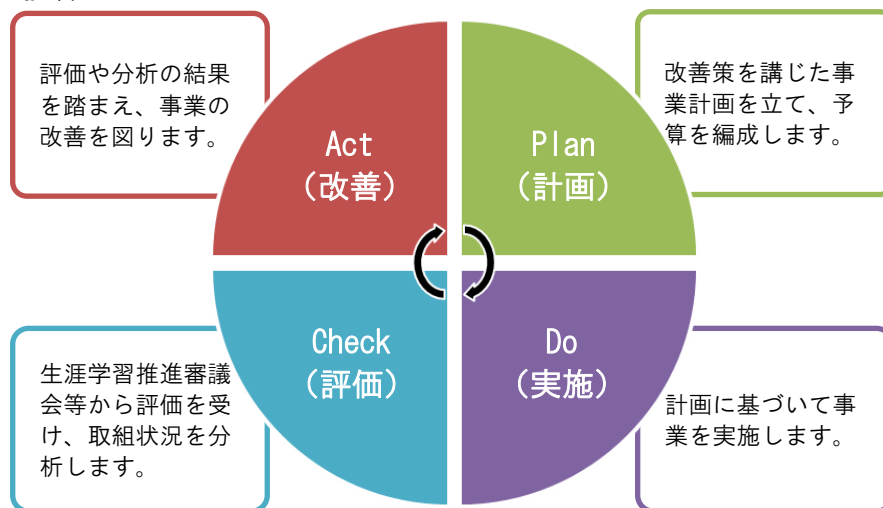 評価や分析の結果
を踏まえ、事業の
改善を図ります。
Act
（改善）
Plan
（計画）
改善策を講じた事
業計画を立て、予
算を編成します。
生涯学習推進審議
会等から評価を受
け、取組状況を分
析します。
Check
（評価）
Do
（実施）
計画に基づいて事
業を実施します。